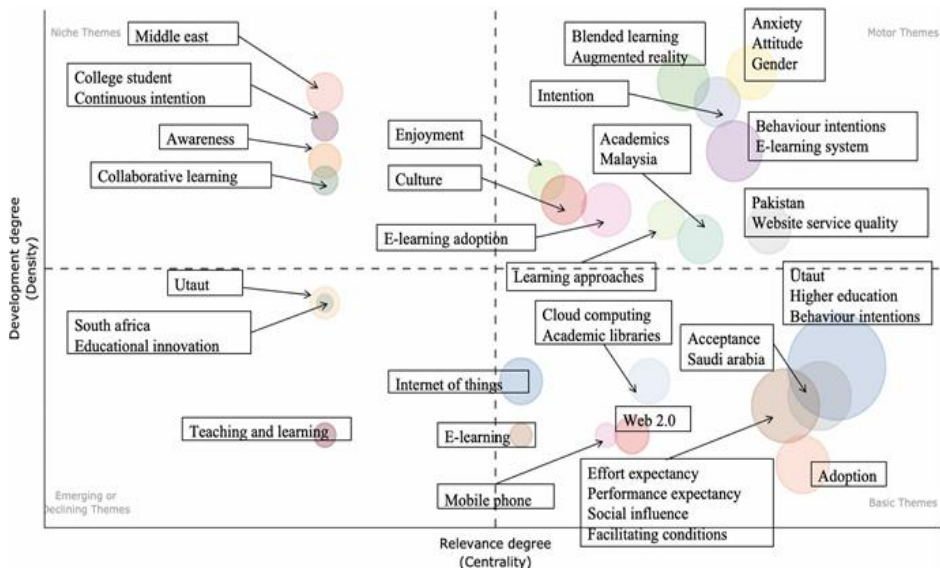 Niche Themes
Motor Themes
Middle east
College student
Continuous intention
Awareness
Collaborative learning
Enjoyment
Culture
E-learning adoption
Blended learning
Augmented reality
Intention
Anxiety
Attitude
Gender
Academics
Malaysia
Behaviour intentions
E-learning system
Pakistan
Website service quality
Learning approaches
Utaut
South africa
Educational innovation
Teaching and learning
Cloud computing
Academic libraries
Internet of things
E-learning
Mobile phone
Web 2.0
Utaut
Higher education
Behaviour intentions
Acceptance
Saudi arabia
Effort expectancy
Performance expectancy
Social influence
Facilitating conditions
Adoption
Emerging or
Declining Themes
Basic Themes
Development degree
(Density)
Relevance degree
(Centrality)